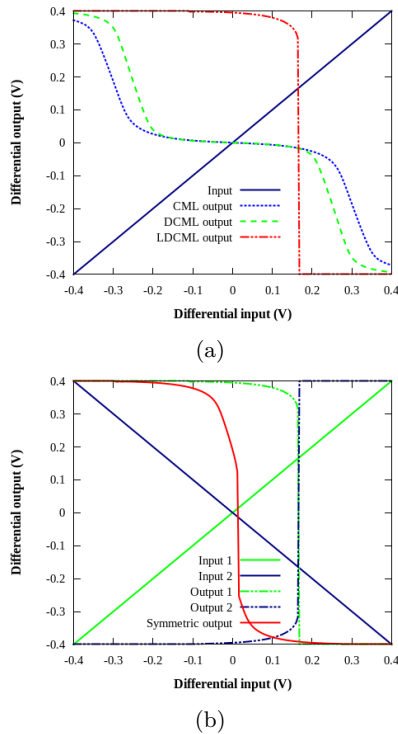 0.4
0.3
0.2
0.1
0
-0.1
-0.2
-0.3
-0.4
Differential output (V)
Input
CML output
DCML output
LDCML output
-0.4 -0.3 -0.2 -0.1 0 0.1 0.2 0.3 0.4
Differential input (V)
(a)
0.4
0.3
0.2
0.1
0
-0.1
-0.2
-0.3
-0.4
Differential output (V)
Input 1
Input 2
Output 1
Output 2
Symmetric output
-0.4 -0.3 -0.2 -0.1 0 0.1 0.2 0.3 0.4
Differential input (V)
(b)